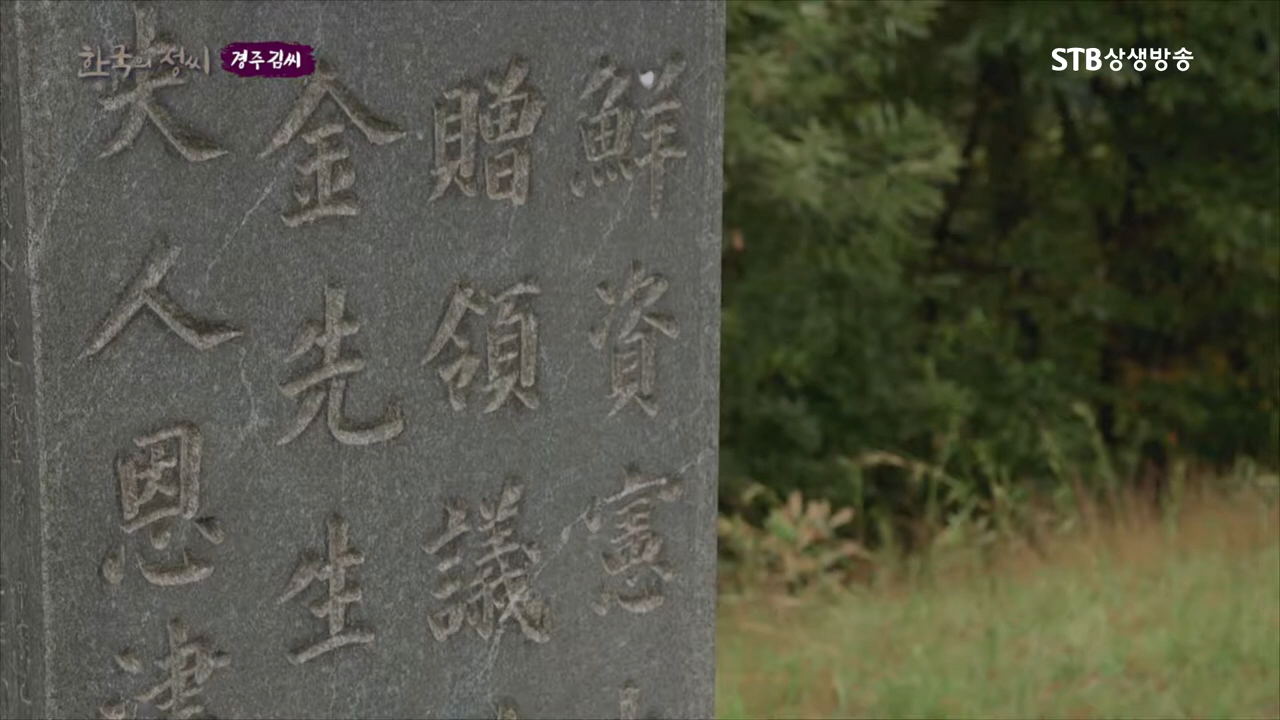 한국의 성씨 경주김씨
STB상생방송
鮮資憲
贈領議
金先生
夫人恩津